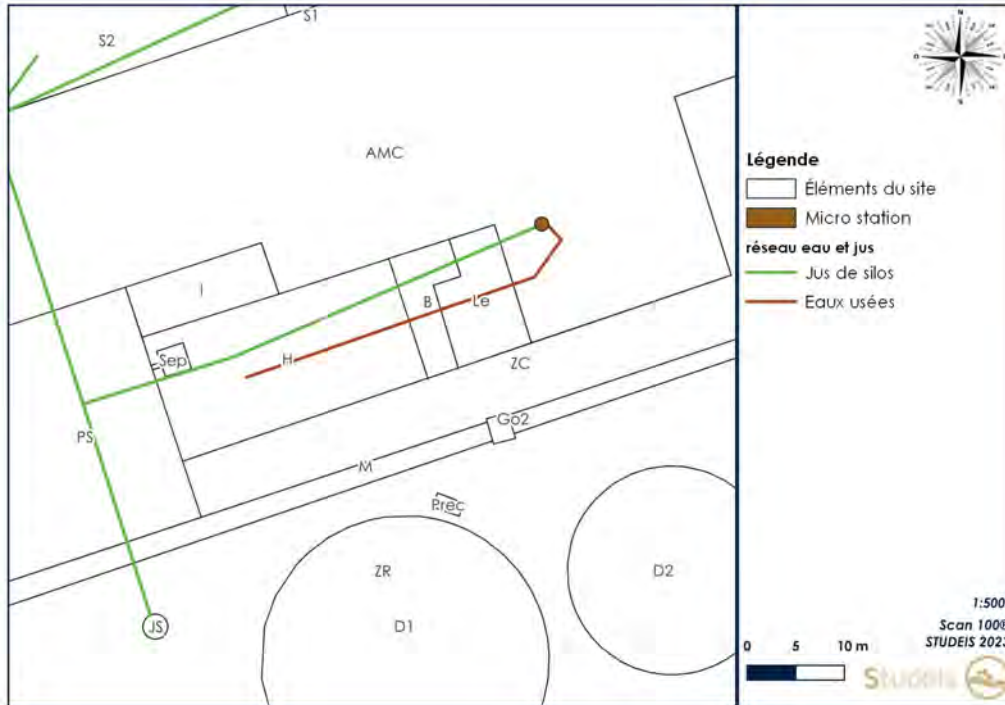 S1
S2
AMC
I
B
Le
Sep
H
ZC
PS
Go2
M
Prec
ZR
D2
D1
JS
N
S
Légende
Éléments du site
Micro station
réseau eau et jus
Jus de silos
Eaux usées
1:500
Scan
STUDEIS
0 5 10 m
Studeis